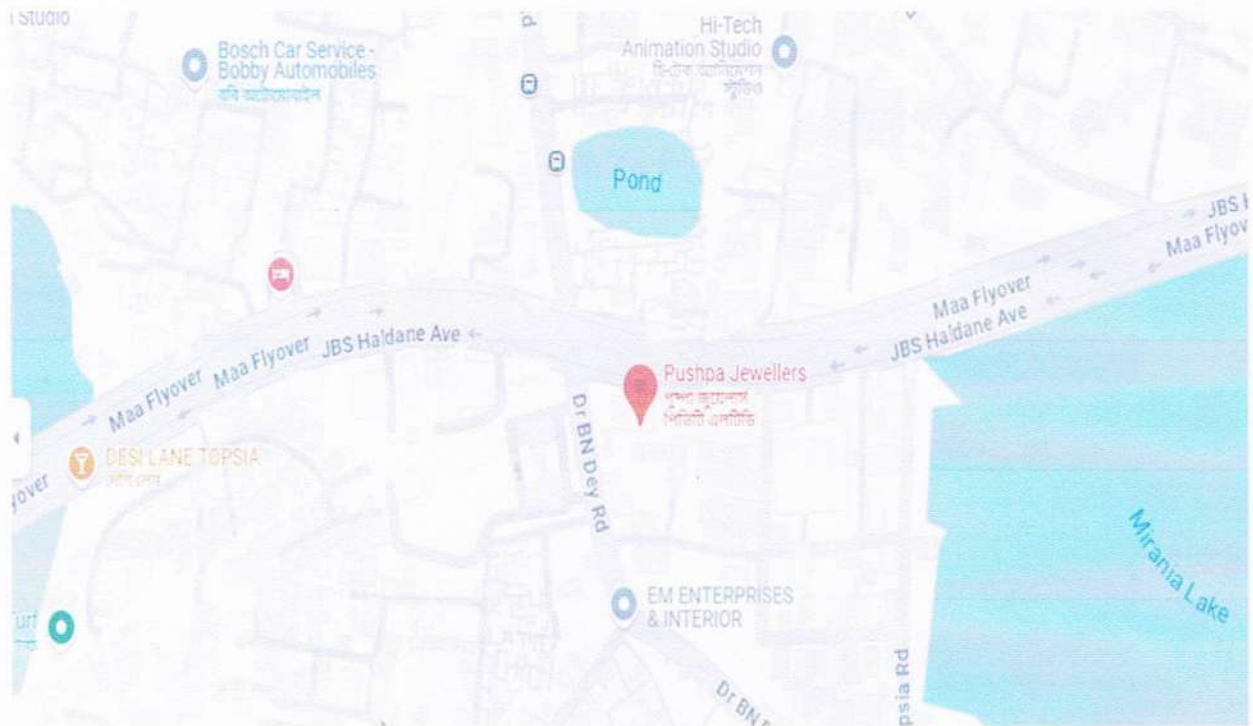 Studio
Bosch Car Service -
Bobby Automobiles
Hi-Tech
Animation Studio
Pond
JBS H
Maa Flyov
Maa Flyover
JBS Haldane Ave
JBS Haldane Ave
Maa Flyover
Maa Flyover
Pushpa Jewellers
পুষ্পা জুয়েলার্স
পিভিটি এলটিডি
Dr BN Dey Rd
DESI LANE TOPSIA
yover
Mirania Lake
EM ENTERPRISES
& INTERIOR
urf
psia Rd
Dr BN